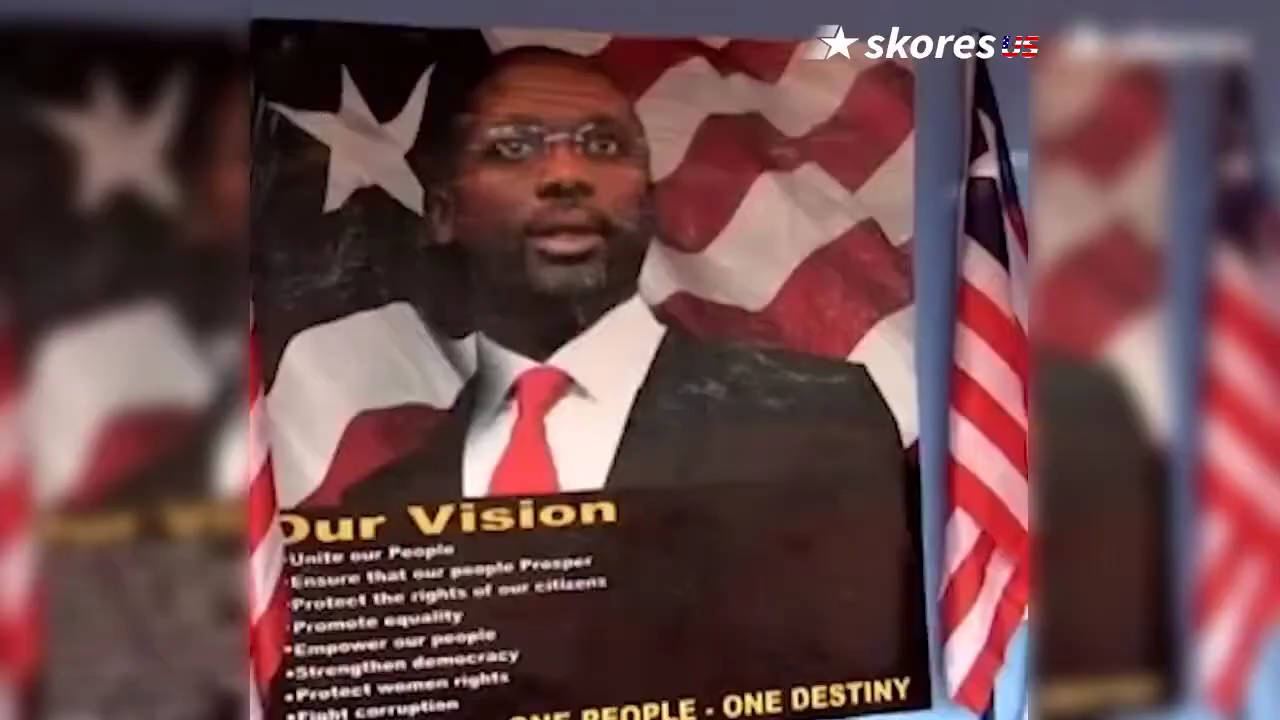 skores US
Our Vision
·Unite our People
·Ensure that our people Prosper
·Protect the rights of our citizens
·Promote equality
•Empower our people
•Strengthen democracy
•Protect women rights
•Fight corruption
ONE PEOPLE - ONE DESTINY